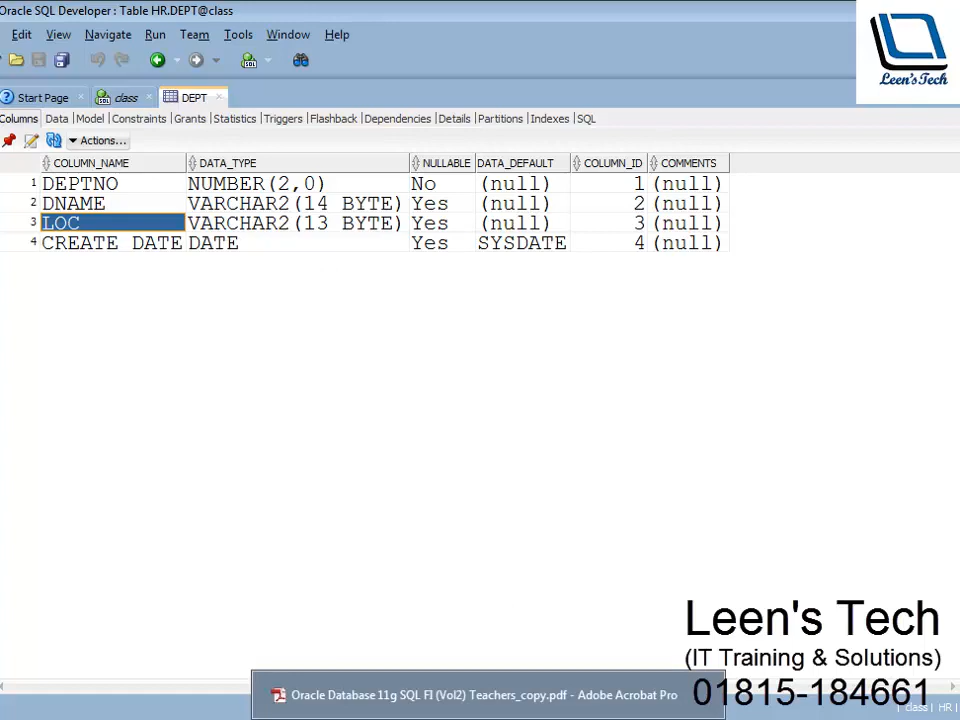 Oracle SQL Developer : Table HR.DEPT@class
Edit View Navigate Run Team Tools Window Help
Leen's Tech
Start Page class DEPT
Columns Data Model Constraints Grants Statistics Triggers Flashback Dependencies Details Partitions Indexes SQL
Actions...
COLUMN_NAME DATA_TYPE NULLABLE DATA_DEFAULT COLUMN_ID COMMENTS
1 DEPTNO NUMBER(2,0) No (null) 1 (null)
2 DNAME VARCHAR2(14 BYTE) Yes (null) 2 (null)
3 LOC VARCHAR2(13 BYTE) Yes (null) 3 (null)
4 CREATE DATE DATE Yes SYSDATE 4 (null)
Leen's Tech
(IT Training & Solutions)
01815-184661
Oracle Database 11g SQL FI (Vol2) Teachers_copy.pdf - Adobe Acrobat Pro
class | HR |